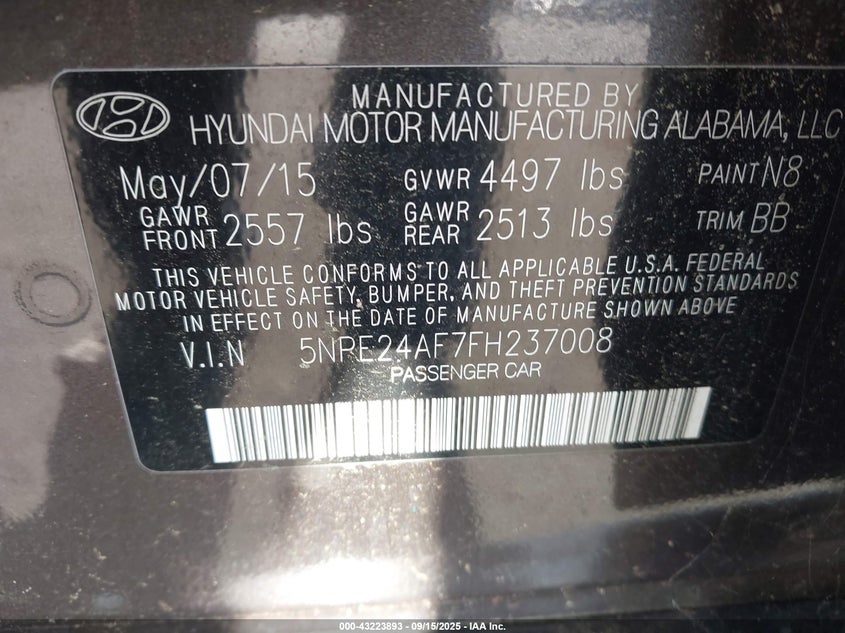 MANUFACTURED BY
HYUNDAI MOTOR MANUFACTURING ALABAMA, LLC
May/07/15 GVWR 4497 lbs PAINT N8
GAWR FRONT 2557 lbs GAWR REAR 2513 lbs TRIM BB
THIS VEHICLE CONFORMS TO ALL APPLICABLE U.S.A. FEDERAL
MOTOR VEHICLE SAFETY, BUMPER, AND THEFT PREVENTION STANDARDS
IN EFFECT ON THE DATE OF MANUFACTURE SHOWN ABOVE
V.I.N 5NPE24AF7FH237008
PASSENGER CAR
000-43223893 - 09/15/2025 - IAA Inc.